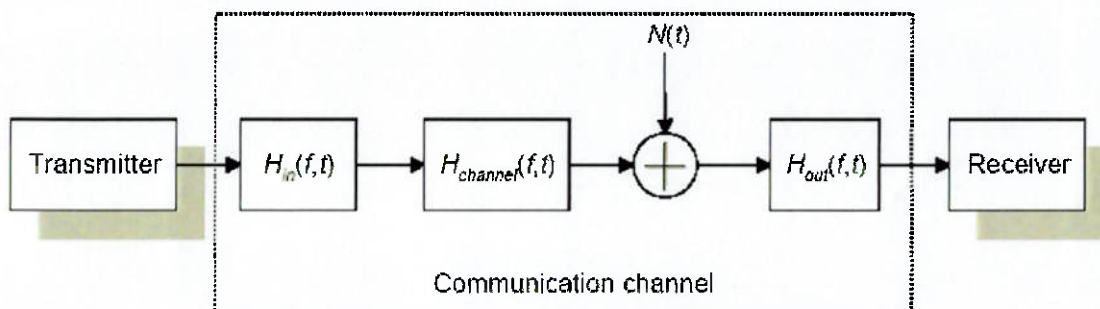 N(t)
Transmitter
H_in(f,t)
H_channel(f,t)
H_out(f,t)
Receiver
Communication channel